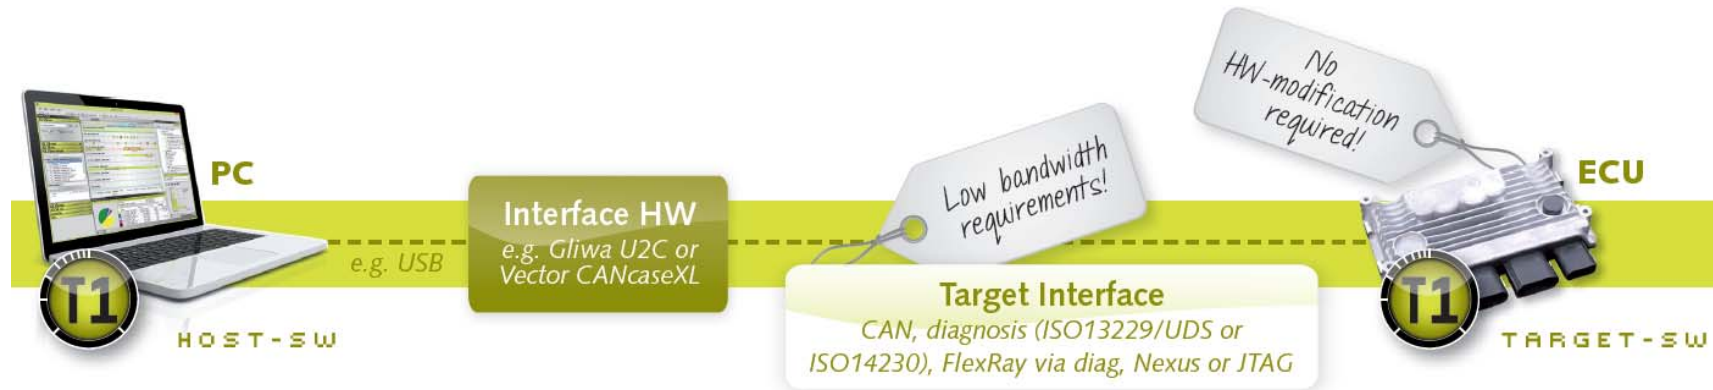 No
HW-modification
required!
PC
Low bandwidth
requirements!
ECU
Interface HW
e.g. Gliwa U2C or
Vector CANcaseXL
e.g. USB
Target Interface
CAN, diagnosis (ISO13229/UDS or
ISO14230), FlexRay via diag, Nexus or JTAG
T1
HOST-SW
T1
TARGET-SW